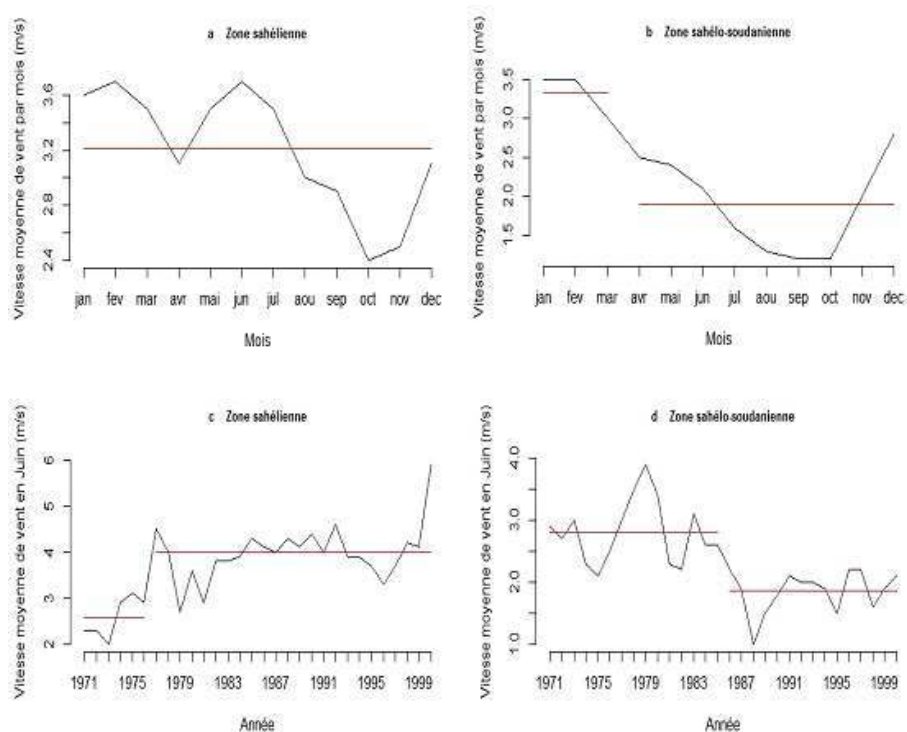 a Zone sahélienne
Vitesse moyenne de vent par mois (m/s)
3.6
3.2
2.8
2.4
jan fev mar avr mai jun jul aou sep oct nov dec
Mois
b Zone sahélo-soudanienne
Vitesse moyenne de vent par mois (m/s)
3.5
3.0
2.5
2.0
1.5
jan fev mar avr mai jun jul aou sep oct nov dec
Mois
c Zone sahélienne
Vitesse moyenne de vent en Juin (m/s)
6
5
4
3
2
1971 1975 1979 1983 1987 1991 1995 1999
Année
d Zone sahélo-soudanienne
Vitesse moyenne de vent en Juin (m/s)
4.0
3.0
2.0
1.0
1971 1975 1979 1983 1987 1991 1995 1999
Année